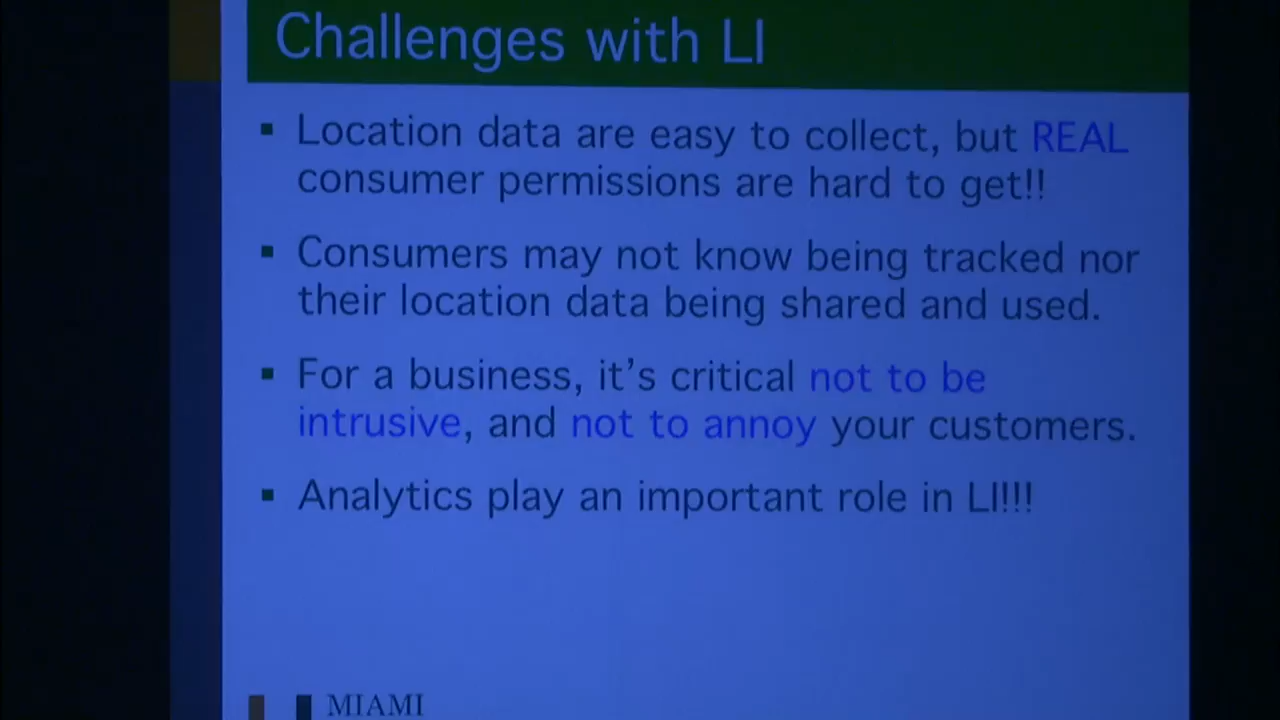 Challenges with LI
▪ Location data are easy to collect, but REAL
consumer permissions are hard to get!!
▪ Consumers may not know being tracked nor
their location data being shared and used.
▪ For a business, it’s critical not to be
intrusive, and not to annoy your customers.
▪ Analytics play an important role in LI!!!
MIAMI